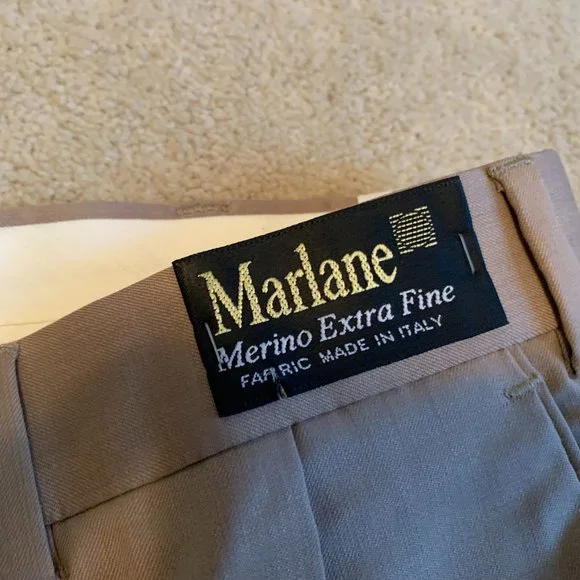 Marlane
Merino Extra Fine
FABRIC MADE IN ITALY